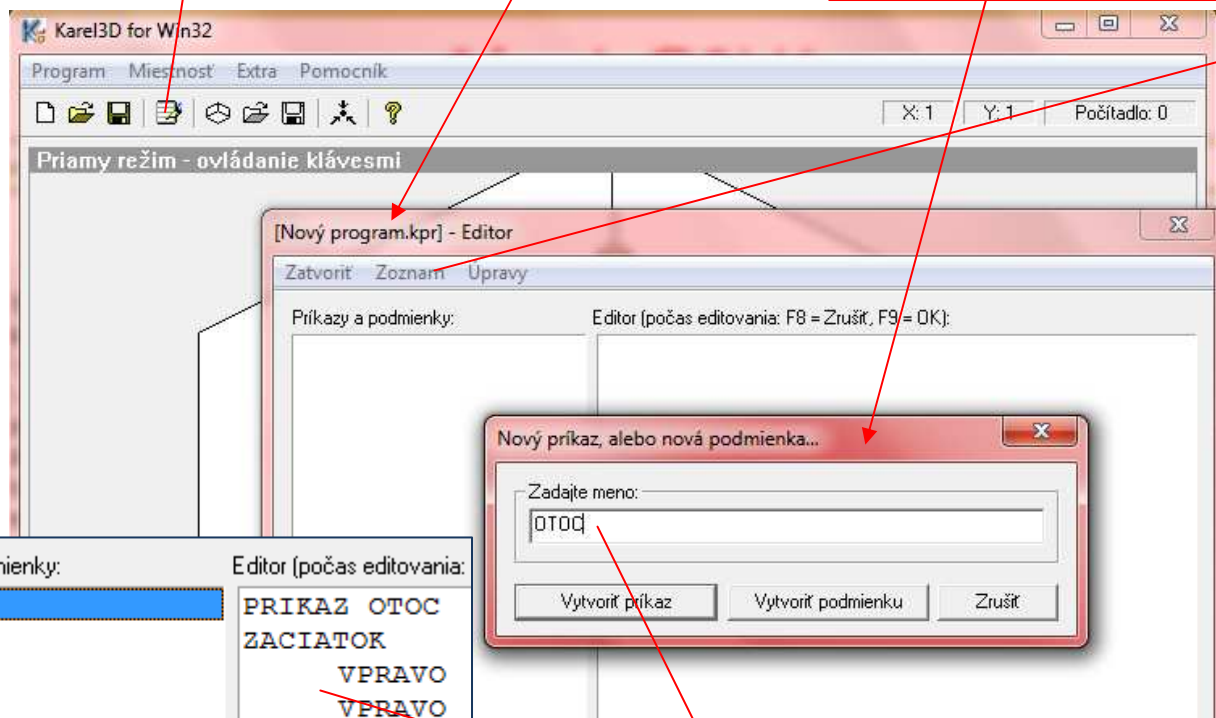 Karel3D for Win32
Program Miestnosť Extra Pomocník
X: 1 Y: 1 Počítadlo: 0
Priamy režim - ovládanie klávesmi
[Nový program.kpr] - Editor
Zatvoriť Zoznam Úpravy
Príkazy a podmienky: Editor (počas editovania: F8 = Zrušiť, F9 = OK):
Nový príkaz, alebo nová podmienka...
Zadajte meno:
OTOC
Vytvoriť príkaz Vytvoriť podmienku Zrušiť
mienky: Editor (počas editovania:
PRIKAZ OTOC
ZACIATOK
VPRAVO
VPRAVO